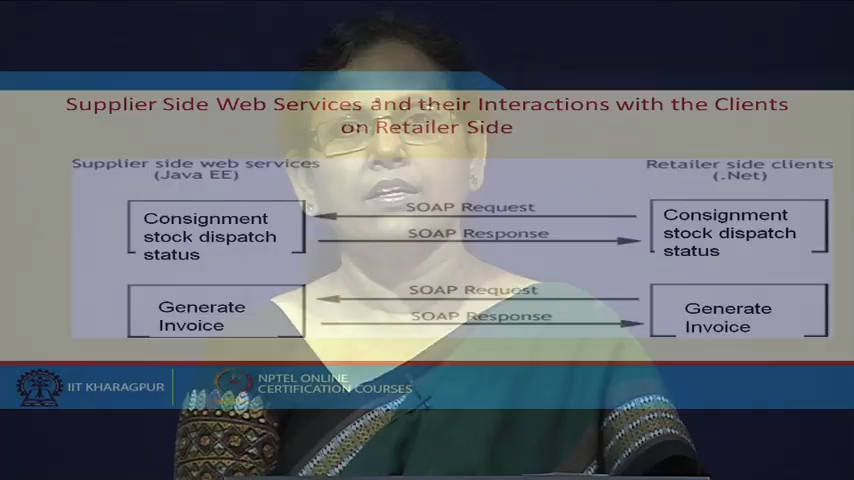 Supplier Side Web Services and their Interactions with the Clients
on Retailer Side
Supplier side web services
(Java EE)
Retailer side clients
(.Net)
Consignment
stock dispatch
status
SOAP Request
SOAP Response
Consignment
stock dispatch
status
Generate
Invoice
SOAP Request
SOAP Response
Generate
Invoice
IIT KHARAGPUR
NPTEL ONLINE
CERTIFICATION COURSES